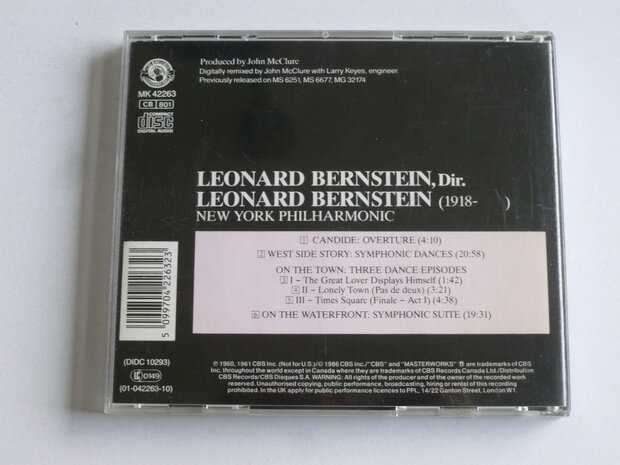 Produced by John McClure
Digitally remixed by John McClure with Larry Keyes, engineer.
Previously released on MS 6251, MS 6677, MG 32174
MK 42263
CB 801
COMPACT
disc
DIGITAL AUDIO
LEONARD BERNSTEIN, Dir.
LEONARD BERNSTEIN (1918- )
NEW YORK PHILHARMONIC
1 CANDIDE: OVERTURE (4:10)
2 WEST SIDE STORY: SYMPHONIC DANCES (20:58)
ON THE TOWN: THREE DANCE EPISODES
3 I – The Great Lover Displays Himself (1:42)
4 II – Lonely Town (Pas de deux) (3:21)
5 III – Times Square (Finale – Act I) (4:38)
6 ON THE WATERFRONT: SYMPHONIC SUITE (19:31)
5 099704 226323
(DIDC 10293)
0149
(01-042263-10)
℗ 1960, 1961 CBS Inc. (Not for U.S.)/© 1986 CBS Inc./"CBS" and "MASTERWORKS" are trademarks of CBS
Inc. throughout the world except in Canada where they are trademarks of CBS Records Canada Ltd./Distribution
CBS Records/CBS Disques S.A. WARNING: All rights of the producer and of the owner of the recorded work
reserved. Unauthorised copying, public performance, broadcasting, hiring or rental of this recording
prohibited. In the UK apply for public performance licences to PPL, 14/22 Ganton Street, London W1.